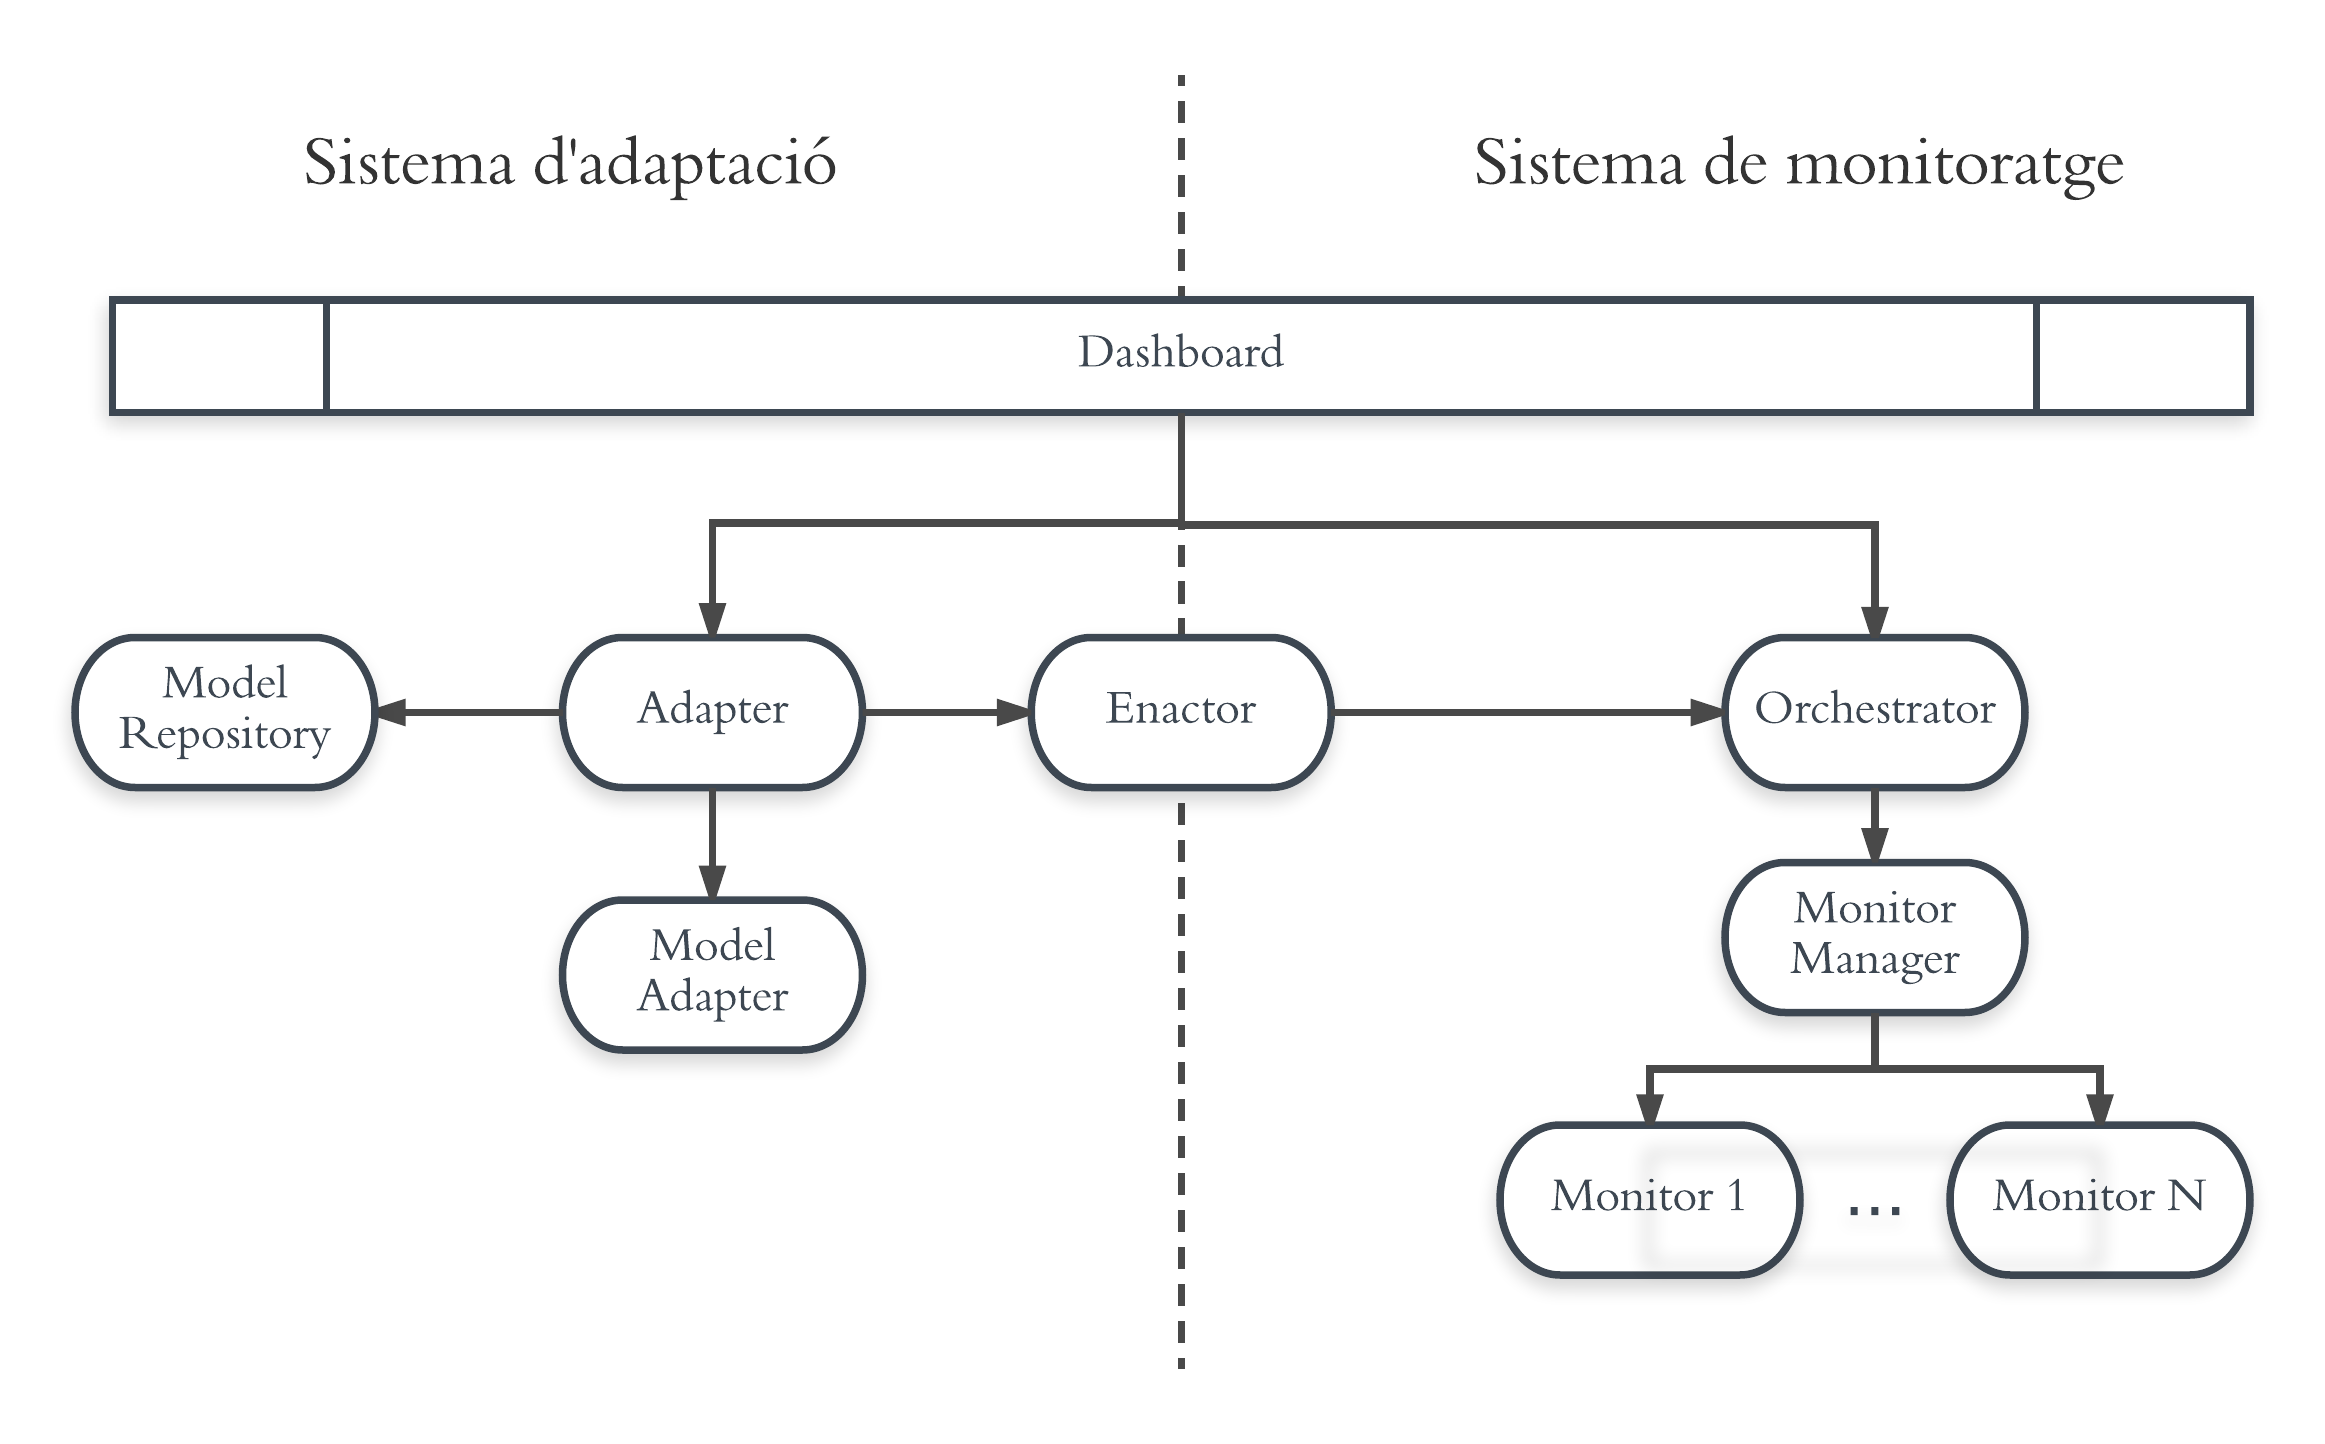 Sistema d'adaptació
Sistema de monitoratge
Dashboard
Model
Repository
Adapter
Enactor
Orchestrator
Model
Adapter
Monitor
Manager
Monitor 1
...
Monitor N